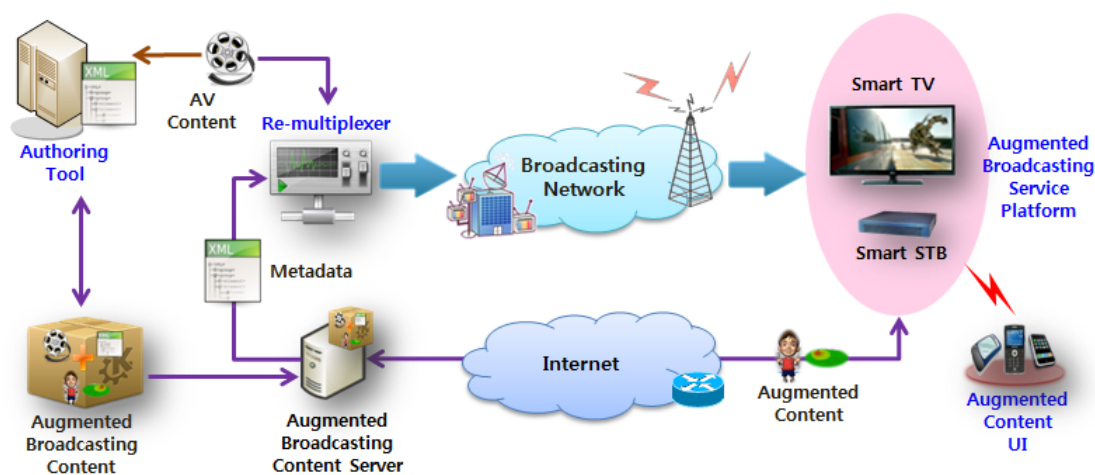 XML
AV
Content
Authoring
Tool
Re-multiplexer
Broadcasting
Network
Smart TV
Augmented
Broadcasting
Service
Platform
Smart STB
XML
Metadata
Internet
Augmented
Content
Augmented
Broadcasting
Content
Augmented
Broadcasting
Content Server
Augmented
Content
UI